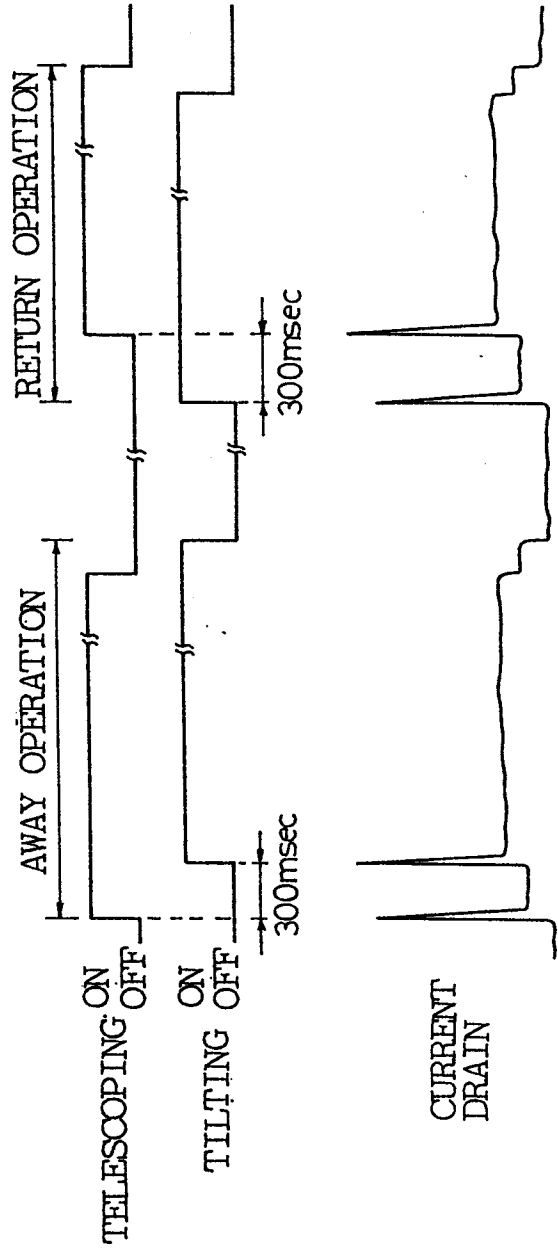 AWAY OPERATION
RETURN OPERATION
TELESCOPING ON
OFF
TILTING ON
OFF
300msec
300msec
CURRENT
DRAIN